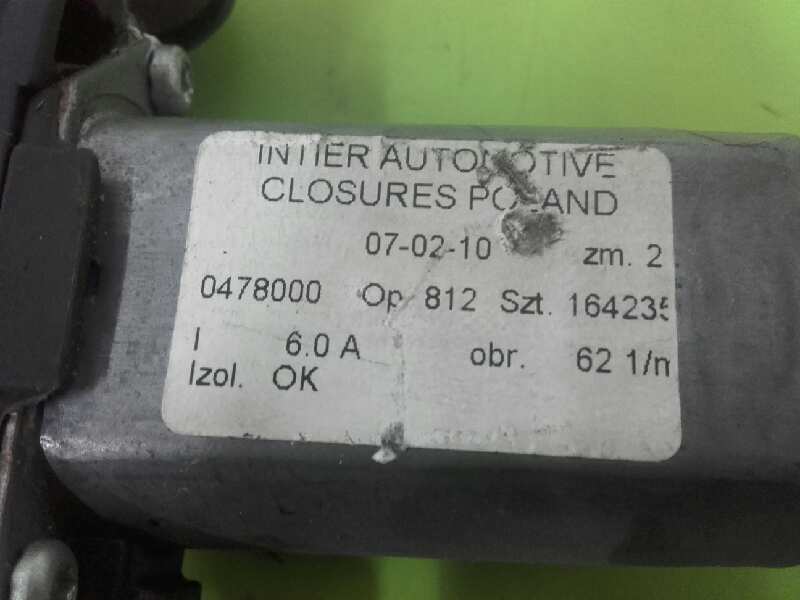 INTIER AUTOMOTIVE
CLOSURES POLAND
07-02-10 zm. 2
0478000 Op 812 Szt. 164235
I 6.0 A obr. 62 1/m
Izol. OK